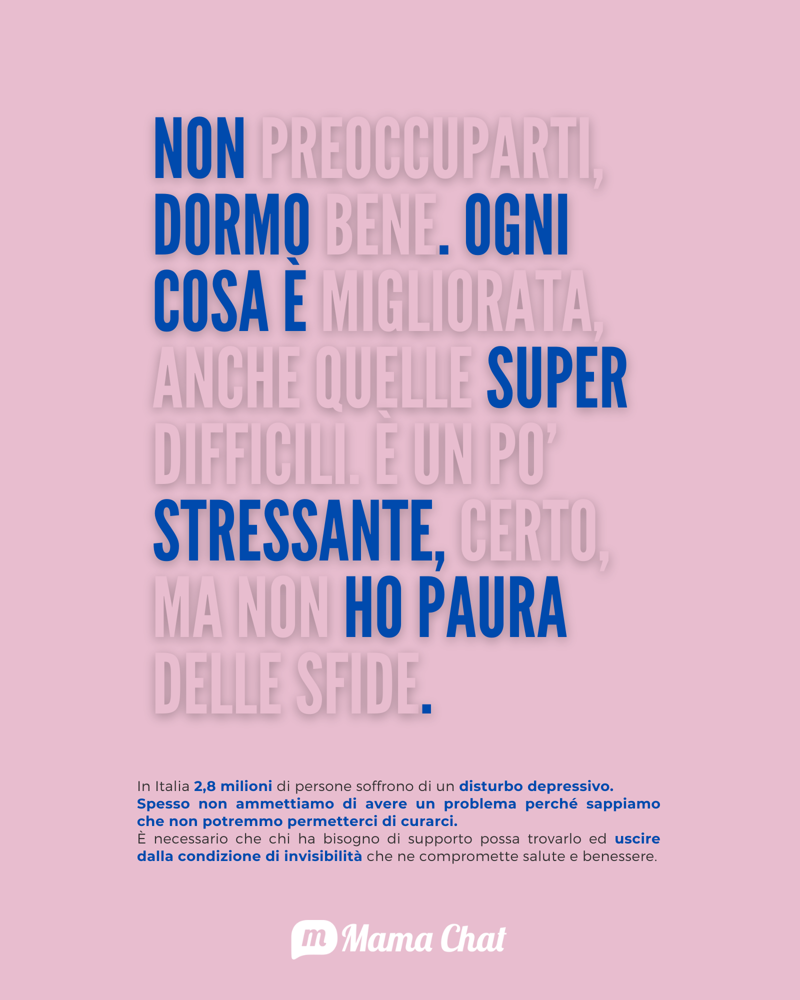 NON PREOCCUPARTI,
DORMO BENE. OGNI
COSA È MIGLIORATA,
ANCHE QUELLE SUPER
DIFFICILI. È UN PO’
STRESSANTE, CERTO,
MA NON HO PAURA
DELLE SFIDE.
In Italia 2,8 milioni di persone soffrono di un disturbo depressivo.
Spesso non ammettiamo di avere un problema perché sappiamo
che non potremmo permetterci di curarci.
È necessario che chi ha bisogno di supporto possa trovarlo ed uscire
dalla condizione di invisibilità che ne compromette salute e benessere.
m Mama Chat